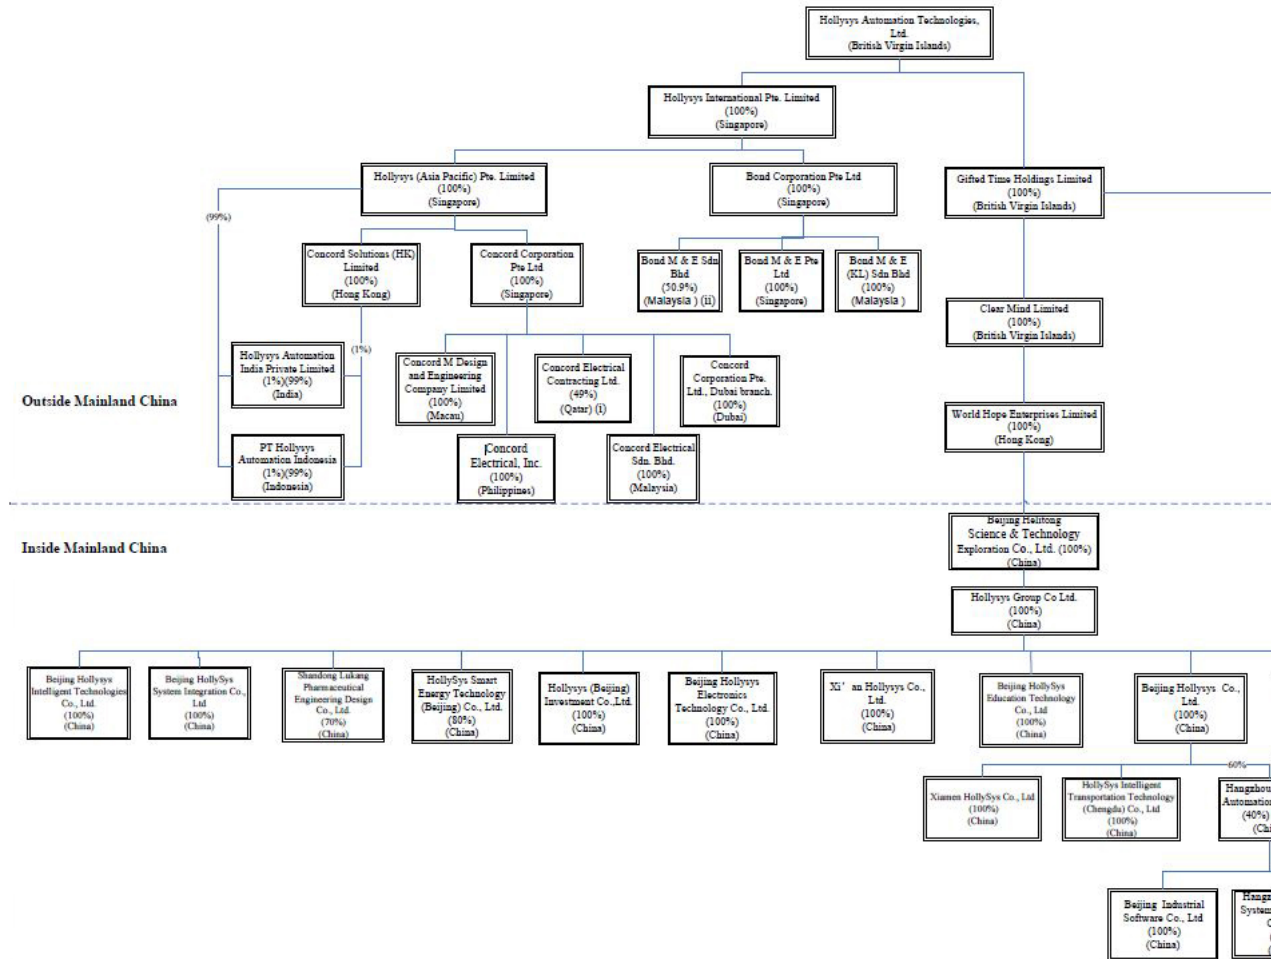 Hollysys Automation Technologies,
Ltd.
(British Virgin Islands)
Hollysys International Pte. Limited
(100%)
(Singapore)
Hollysys (Asia Pacific) Pte. Limited
(100%)
(Singapore)
Bond Corporation Pte Ltd
(100%)
(Singapore)
Gifted Time Holdings Limited
(100%)
(British Virgin Islands)
(99%)
Concord Solutions (HK)
Limited
(100%)
(Hong Kong)
Concord Corporation
Pte Ltd
(100%)
(Singapore)
Bond M & E Sdn
Bhd
(50.9%)
(Malaysia ) (ii)
Bond M & E Pte
Ltd
(100%)
(Singapore)
Bond M & E
(KL) Sdn Bhd
(100%)
(Malaysia )
Clear Mind Limited
(100%)
(British Virgin Islands)
(1%)
Hollysys Automation
India Private Limited
(1%)(99%)
(India)
Concord M Design
and Engineering
Company Limited
(100%)
(Macau)
Concord Electrical
Contracting Ltd.
(49%)
(Qatar) (i)
Concord
Corporation Pte.
Ltd., Dubai branch.
(100%)
(Dubai)
Outside Mainland China
World Hope Enterprises Limited
(100%)
(Hong Kong)
PT Hollysys
Automation Indonesia
(1%)(99%)
(Indonesia)
Concord
Electrical, Inc.
(100%)
(Philippines)
Concord Electrical
Sdn. Bhd.
(100%)
(Malaysia)
Inside Mainland China
Beijing Helitong
Science & Technology
Exploration Co., Ltd. (100%)
(China)
Hollysys Group Co Ltd.
(100%)
(China)
Beijing Hollysys
Intelligent Technologies
Co., Ltd.
(100%)
(China)
Beijing HollySys
System Integration Co.,
Ltd
(100%)
(China)
Shandong Lukang
Pharmaceutical
Engineering Design
Co., Ltd.
(70%)
(China)
HollySys Smart
Energy Technology
(Beijing) Co., Ltd.
(80%)
(China)
Hollysys (Beijing)
Investment Co.,Ltd.
(100%)
(China)
Beijing Hollysys
Electronics
Technology Co., Ltd.
(100%)
(China)
Xi’an Hollysys Co.,
Ltd.
(100%)
(China)
Beijing HollySys
Education Technology
Co., Ltd
(100%)
(China)
Beijing Hollysys Co.,
Ltd.
(100%)
(China)
60%
Xiamen HollySys Co., Ltd
(100%)
(China)
HollySys Intelligent
Transportation Technology
(Chengdu) Co., Ltd
(100%)
(China)
Hangzhou
Automation
(40%)
(Chi
Beijing Industrial
Software Co., Ltd
(100%)
(China)
Hangz
System
C
(
(